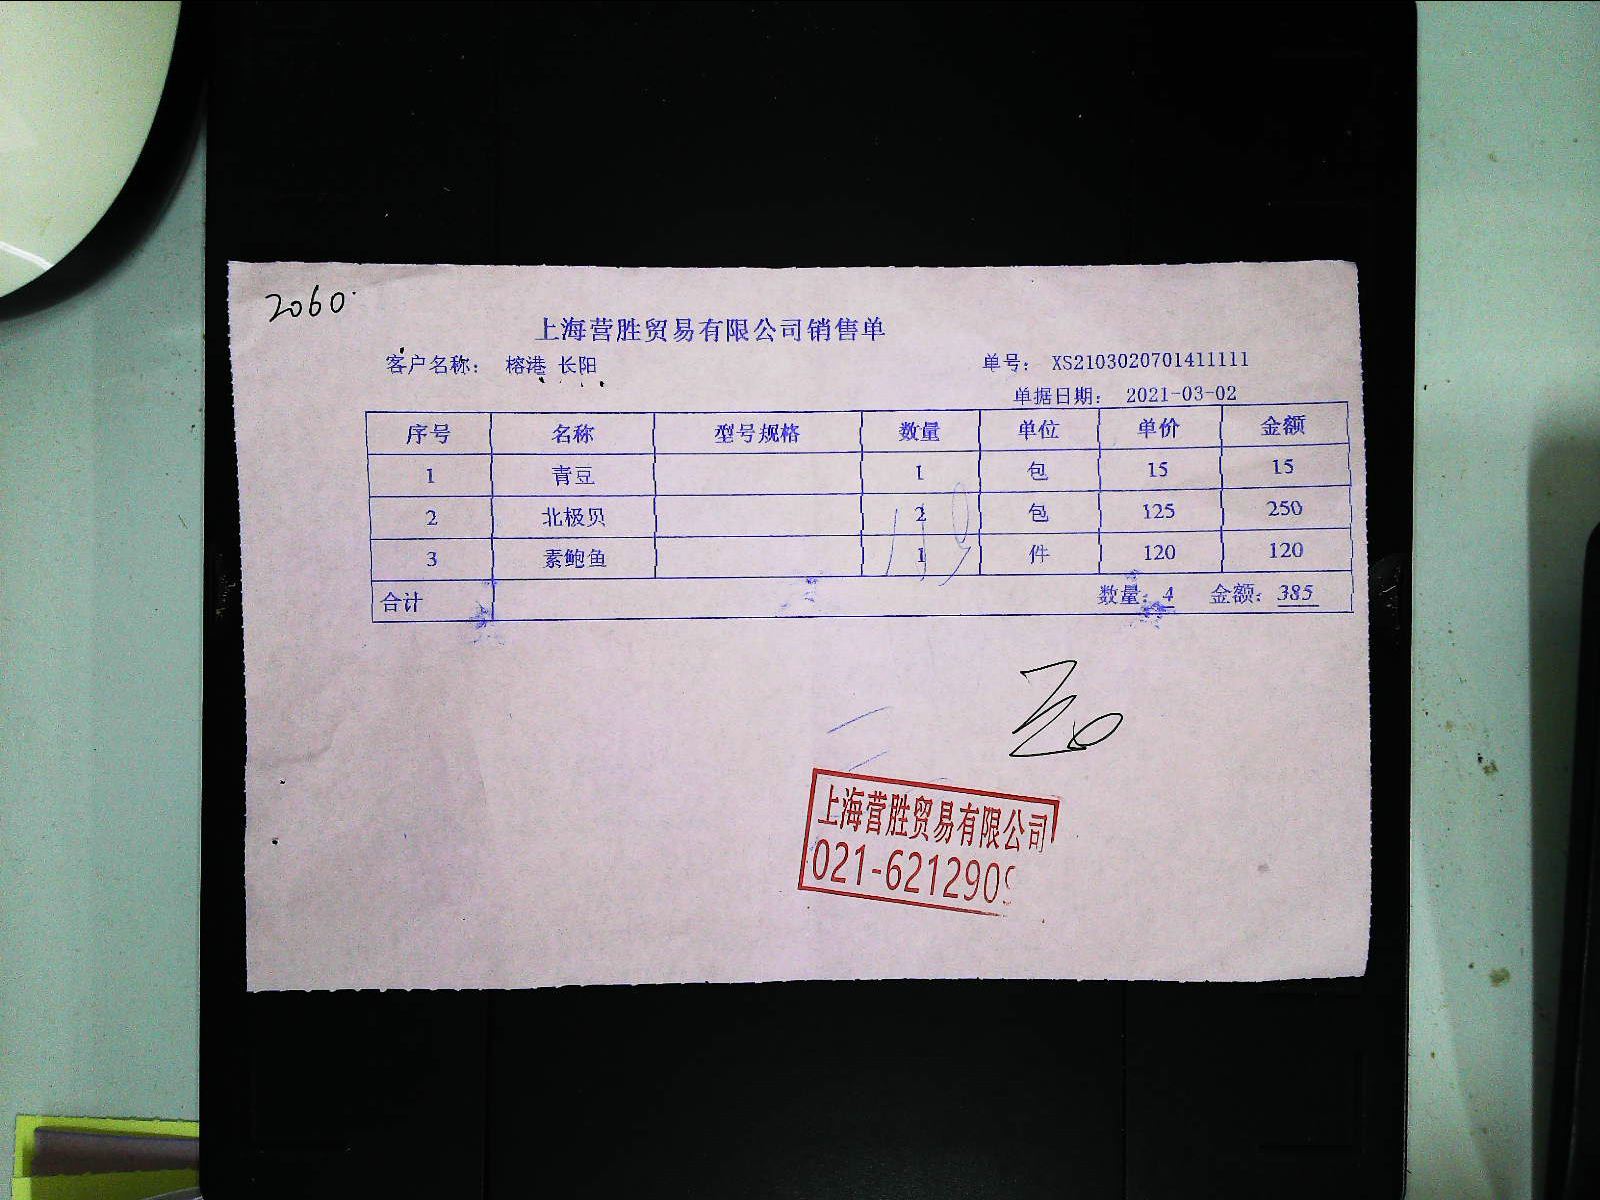 2060
上海营胜贸易有限公司销售单
客户名称： 榕港 长阳 单号： XS2103020701411111
单据日期： 2021-03-02
序号 名称 型号规格 数量 单位 单价 金额
1 青豆 1 包 15 15
2 北极贝 2 包 125 250
3 素鲍鱼 1 件 120 120
合计 数量：4 金额：385
上海营胜贸易有限公司
021-6212909